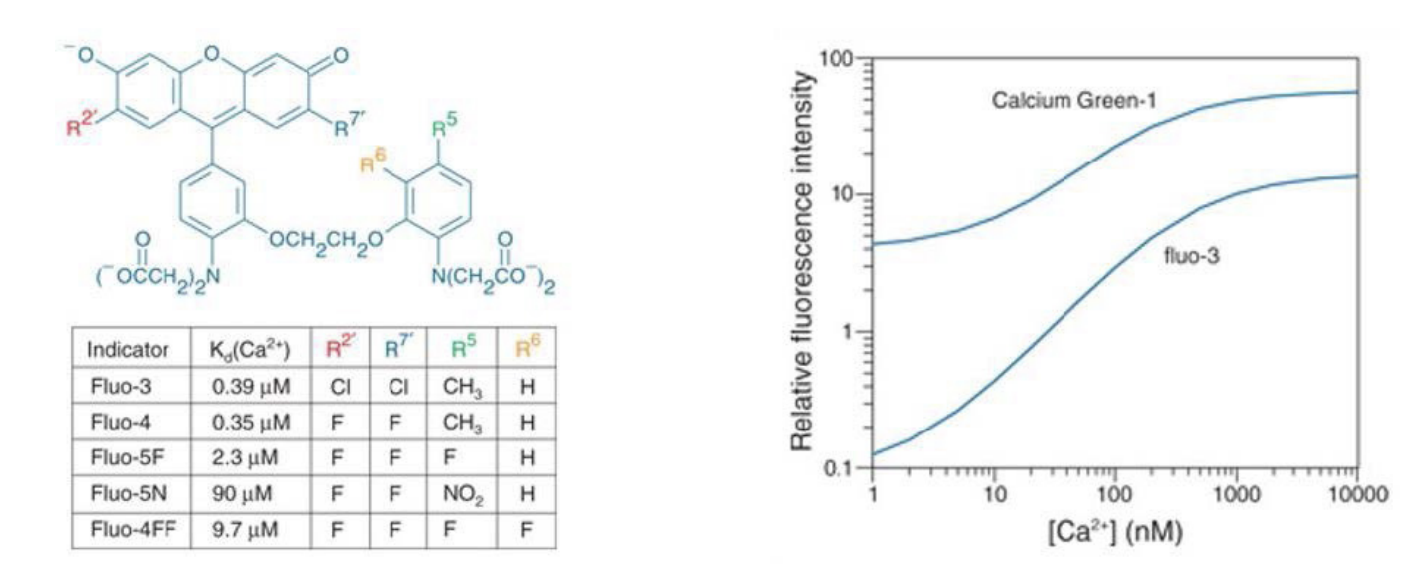 ⁻O O O
R²′ R⁷′ R⁵
R⁶
O OCH₂CH₂O O
(⁻OCCH₂)₂N N(CH₂CO⁻)₂
Indicator K_d(Ca²⁺) R²′ R⁷′ R⁵ R⁶
Fluo-3 0.39 μM Cl Cl CH₃ H
Fluo-4 0.35 μM F F CH₃ H
Fluo-5F 2.3 μM F F F H
Fluo-5N 90 μM F F NO₂ H
Fluo-4FF 9.7 μM F F F F
Relative fluorescence intensity
100
10
1
0.1
Calcium Green-1
fluo-3
1 10 100 1000 10000
[Ca²⁺] (nM)